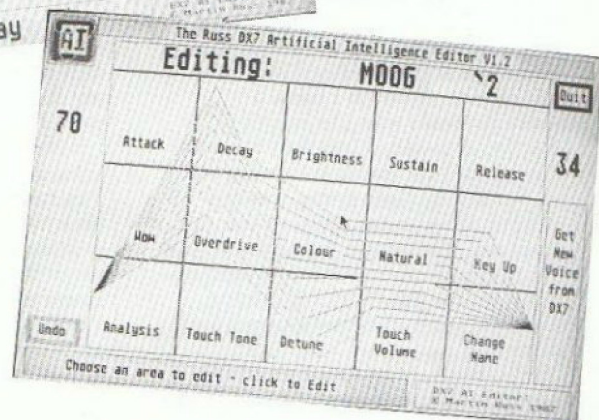 ay
AI
The Russ DX7 Artificial Intelligence Editor V1.2
Editing: MOOG `2
Quit
70
34
Attack Decay Brightness Sustain Release
Wow Overdrive Colour Natural Key Up
Get
New
Voice
from
DX7
Analysis Touch Tone Detune Touch Volume Change Name
Undo
Choose an area to edit - click to Edit
DX7 AI Editor
© Martin 1987